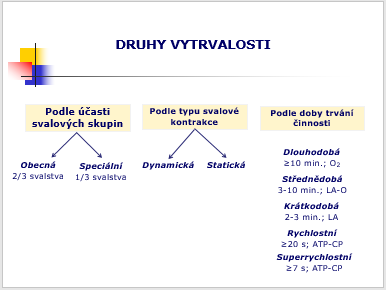 DRUHY VYTRVALOSTI
Podle účasti
svalových skupin
Obecná
2/3 svalstva
Speciální
1/3 svalstva
Podle typu svalové
kontrakce
Dynamická
Statická
Podle doby trvání
činnosti
Dlouhodobá
≥10 min.; O₂
Střednědobá
3-10 min.; LA-O
Krátkodobá
2-3 min.; LA
Rychlostní
≥20 s; ATP-CP
Superrychlostní
≥7 s; ATP-CP